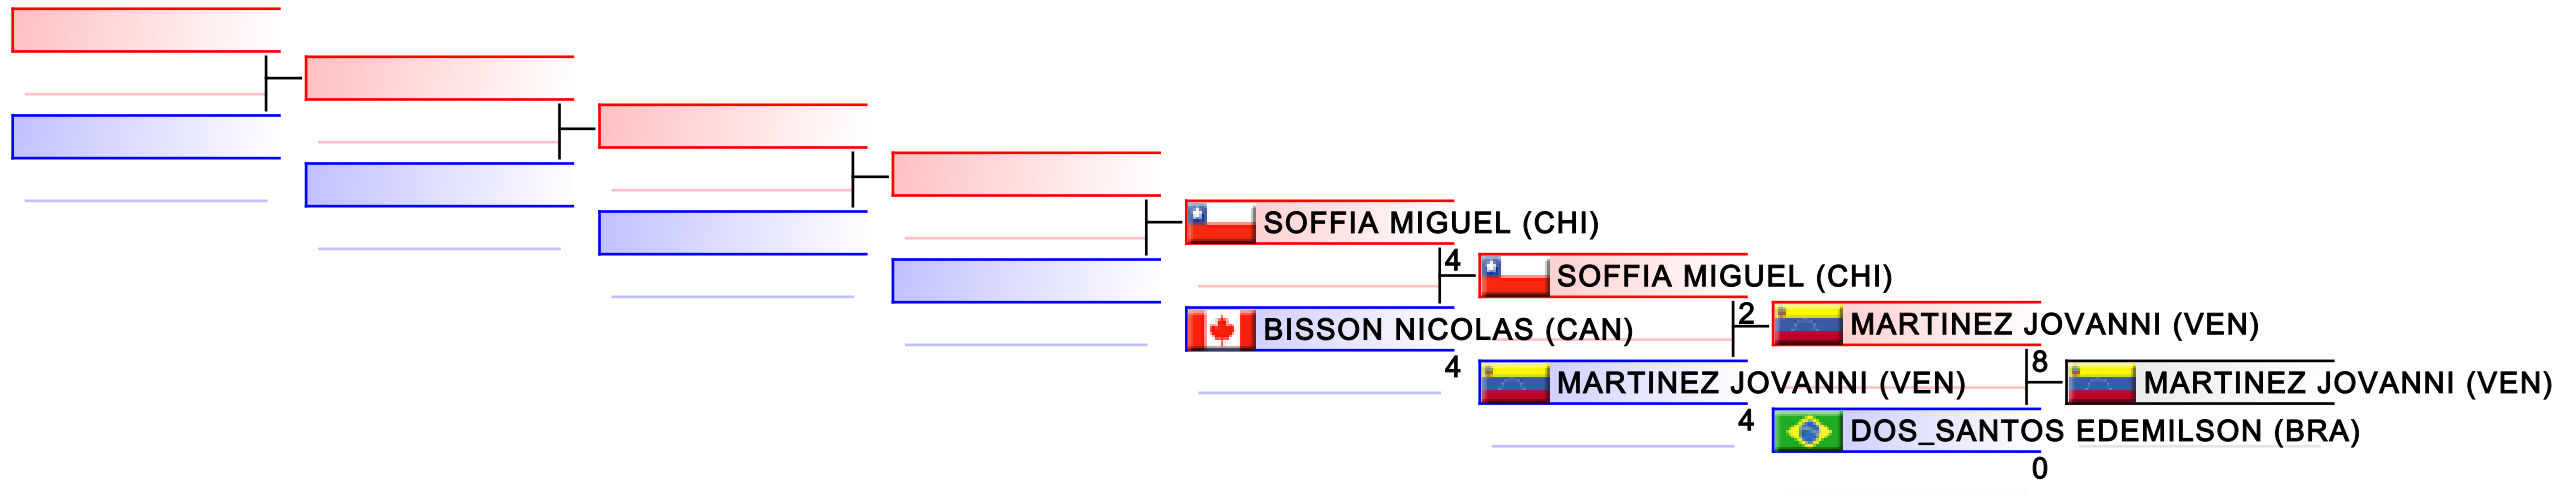 SOFFIA MIGUEL (CHI)
4
SOFFIA MIGUEL (CHI)
BISSON NICOLAS (CAN)
2
MARTINEZ JOVANNI (VEN)
4
8
MARTINEZ JOVANNI (VEN)
MARTINEZ JOVANNI (VEN)
4
DOS_SANTOS EDEMILSON (BRA)
0